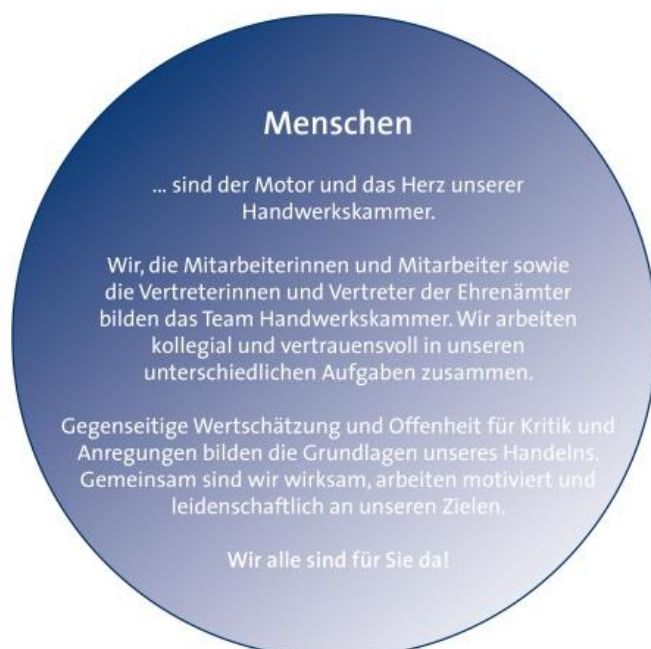 Menschen
... sind der Motor und das Herz unserer
Handwerkskammer.
Wir, die Mitarbeiterinnen und Mitarbeiter sowie
die Vertreterinnen und Vertreter der Ehrenämter
bilden das Team Handwerkskammer. Wir arbeiten
kollegial und vertrauensvoll in unseren
unterschiedlichen Aufgaben zusammen.
Gegenseitige Wertschätzung und Offenheit für Kritik und
Anregungen bilden die Grundlagen unseres Handelns.
Gemeinsam sind wir wirksam, arbeiten motiviert und
leidenschaftlich an unseren Zielen.
Wir alle sind für Sie da!